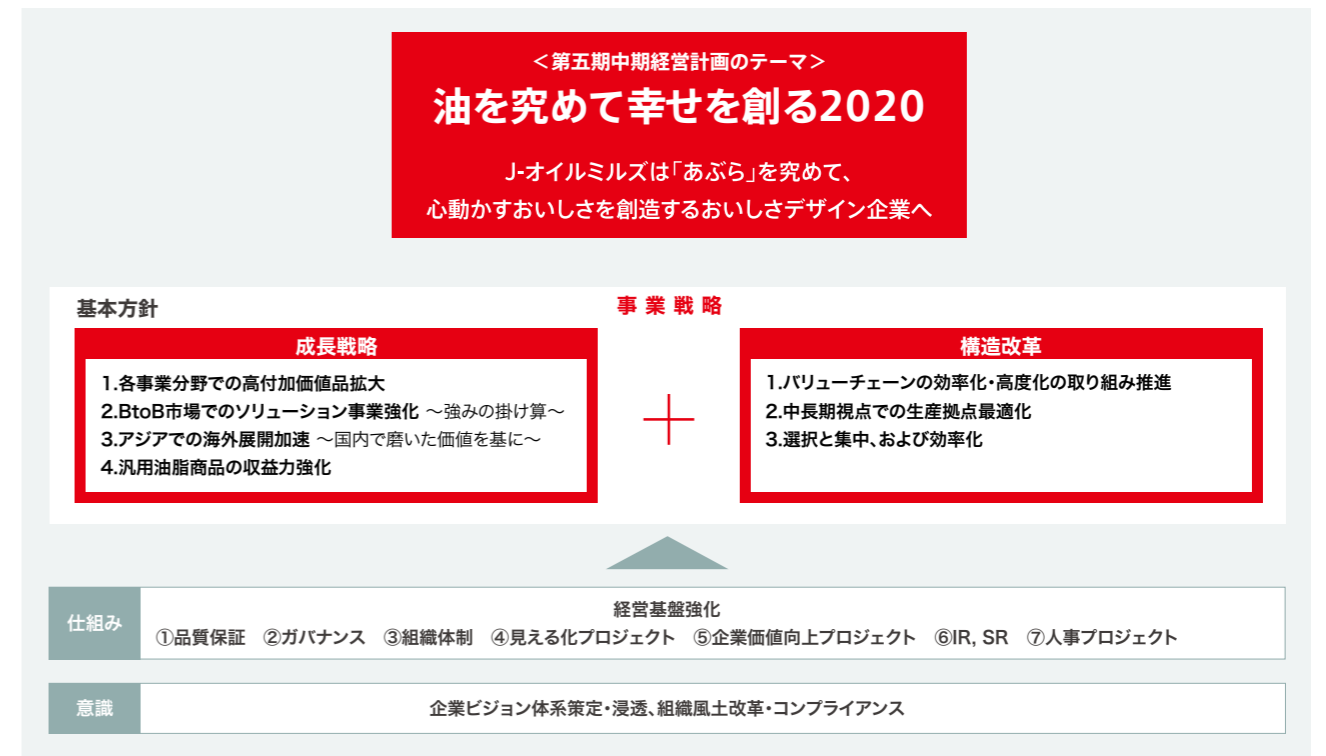 ＜第五期中期経営計画のテーマ＞
油を究めて幸せを創る2020
J-オイルミルズは「あぶら」を究めて、
心動かすおいしさを創造するおいしさデザイン企業へ
基本方針
事業戦略
成長戦略
1.各事業分野での高付加価値品拡大
2.BtoB市場でのソリューション事業強化 ～強みの掛け算～
3.アジアでの海外展開加速 ～国内で磨いた価値を基に～
4.汎用油脂商品の収益力強化
構造改革
1.バリューチェーンの効率化・高度化の取り組み推進
2.中長期視点での生産拠点最適化
3.選択と集中、および効率化
仕組み
経営基盤強化
①品質保証 ②ガバナンス ③組織体制 ④見える化プロジェクト ⑤企業価値向上プロジェクト ⑥IR, SR ⑦人事プロジェクト
意識
企業ビジョン体系策定・浸透、組織風土改革・コンプライアンス